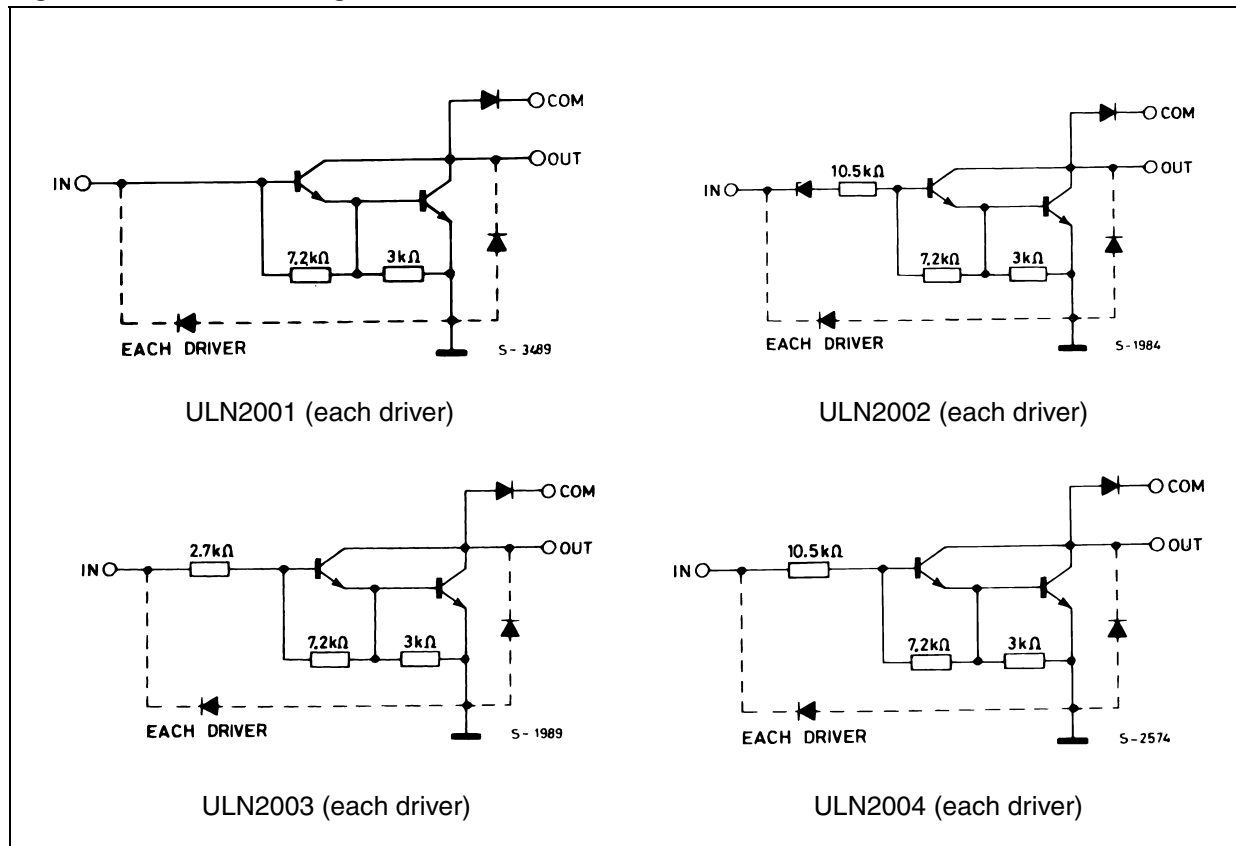 COM
OUT
IN
7.2kΩ 3kΩ
EACH DRIVER
S-3489
ULN2001 (each driver)
COM
OUT
10.5kΩ
IN
7.2kΩ 3kΩ
EACH DRIVER
S-1984
ULN2002 (each driver)
COM
OUT
2.7kΩ
IN
7.2kΩ 3kΩ
EACH DRIVER
S-1989
ULN2003 (each driver)
COM
OUT
10.5kΩ
IN
7.2kΩ 3kΩ
EACH DRIVER
S-2574
ULN2004 (each driver)